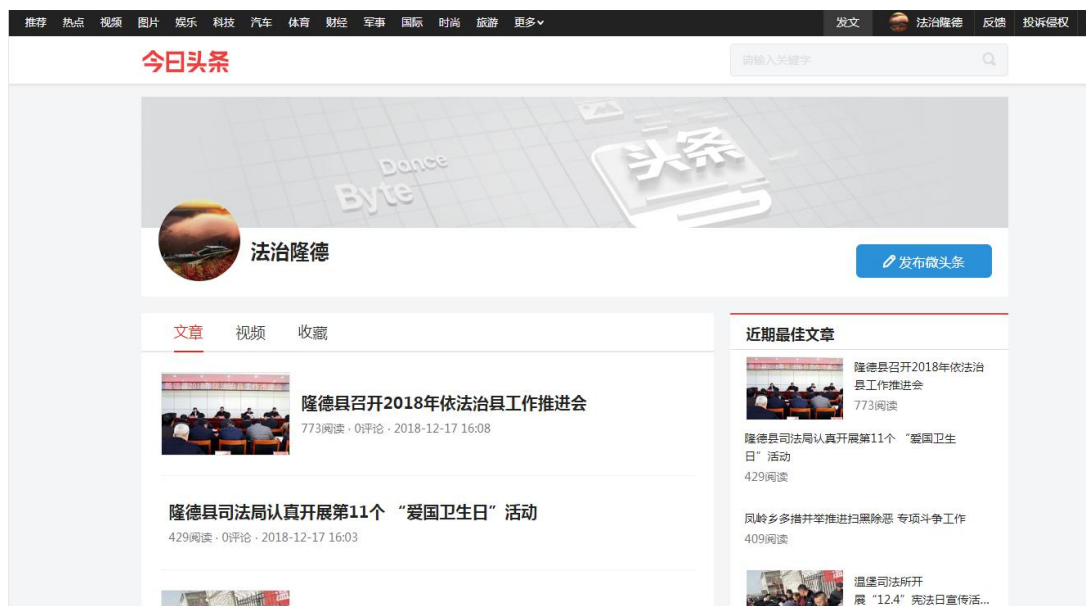 推荐 热点 视频 图片 娱乐 科技 汽车 体育 财经 军事 国际 时尚 旅游 更多 发文 法治隆德 反馈 投诉侵权
今日头条
请输入关键字
Dance
Byte
头条
法治隆德
发布微头条
文章 视频 收藏
隆德县召开2018年依法治县工作推进会
773阅读 · 0评论 · 2018-12-17 16:08
隆德县司法局认真开展第11个 “爱国卫生日”活动
429阅读 · 0评论 · 2018-12-17 16:03
近期最佳文章
隆德县召开2018年依法治
县工作推进会
773阅读
隆德县司法局认真开展第11个 “爱国卫生
日”活动
429阅读
凤岭乡多措并举推进扫黑除恶 专项斗争工作
409阅读
温堡司法所开
展“12.4”宪法日宣传活...